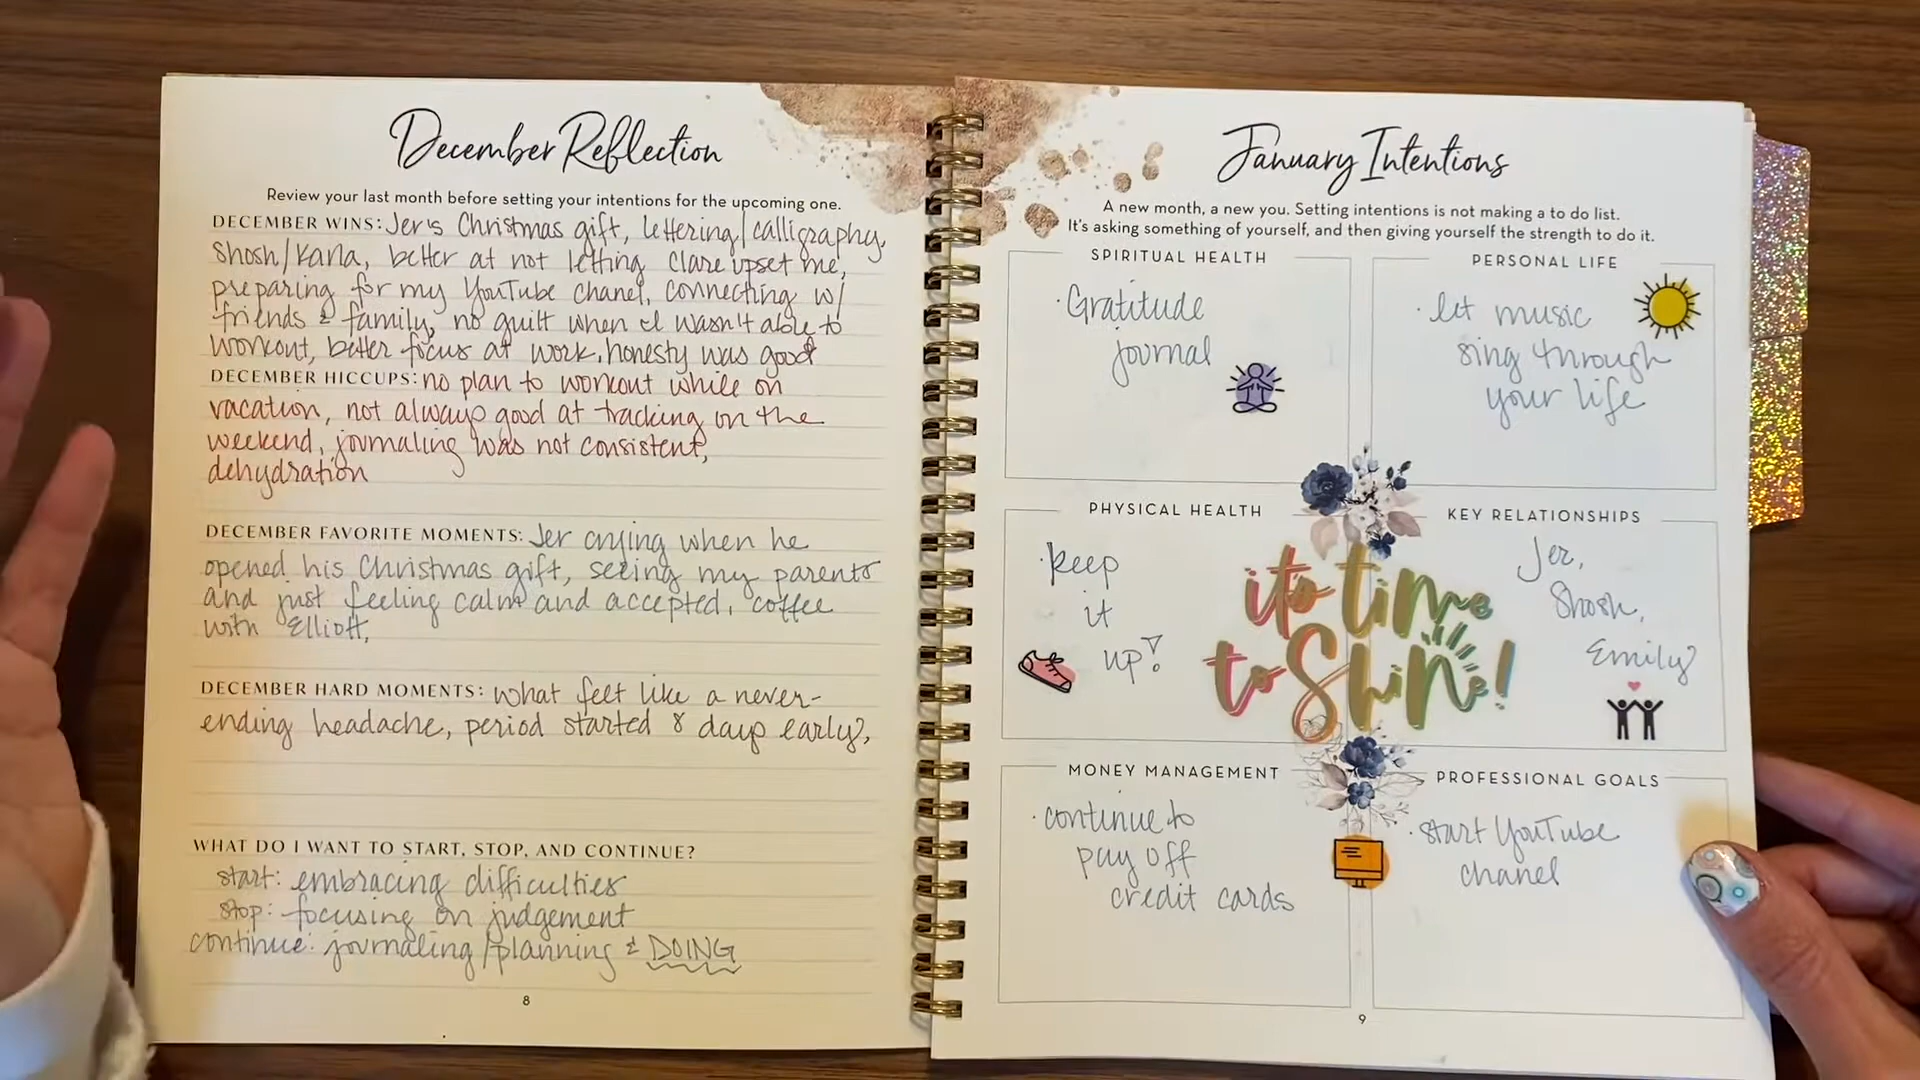 December Reflection
Review your last month before setting your intentions for the upcoming one.
DECEMBER WINS: Jer's Christmas gift, lettering/calligraphy,
Shosh/Karla, better at not letting Clare upset me,
preparing for my YouTube chanel, connecting w/
friends & family, no guilt when I wasn't able to
workout, better focus at work, honesty was good
DECEMBER HICCUPS: no plan to workout while on
vacation, not always good at tracking on the
weekend, journaling was not consistent,
dehydration
DECEMBER FAVORITE MOMENTS: Jer crying when he
opened his Christmas gift, seeing my parents
and just feeling calm and accepted, coffee
with Elliott,
DECEMBER HARD MOMENTS: what felt like a never-
ending headache, period started 8 days early?,
WHAT DO I WANT TO START, STOP, AND CONTINUE?
start: embracing difficulties
stop: focusing on judgement
continue: journaling/planning & DOING
8
January Intentions
A new month, a new you. Setting intentions is not making a to do list.
It's asking something of yourself, and then giving yourself the strength to do it.
SPIRITUAL HEALTH
· Gratitude
journal
PERSONAL LIFE
· let music
sing through
your life
PHYSICAL HEALTH
· keep
it
up!
KEY RELATIONSHIPS
Jer,
Shosh,
Emily?
it's time
to Shine!
MONEY MANAGEMENT
· continue to
pay off
credit cards
PROFESSIONAL GOALS
· start YouTube
chanel
9